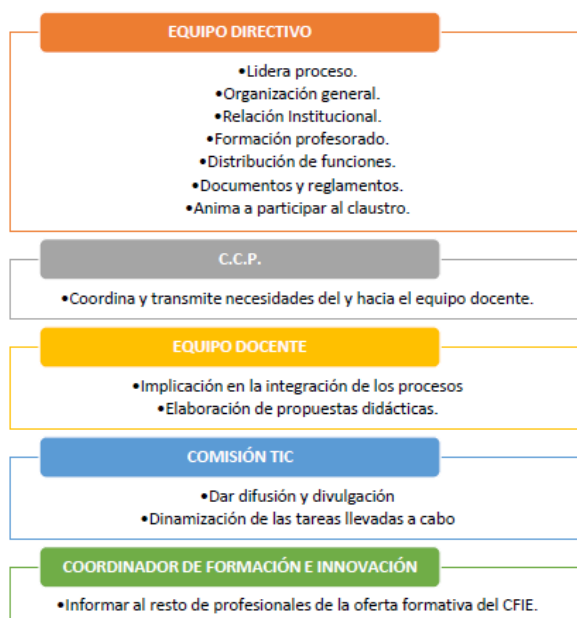 EQUIPO DIRECTIVO
•Lidera proceso.
•Organización general.
•Relación Institucional.
•Formación profesorado.
•Distribución de funciones.
•Documentos y reglamentos.
•Anima a participar al claustro.
C.C.P.
•Coordina y transmite necesidades del y hacia el equipo docente.
EQUIPO DOCENTE
•Implicación en la integración de los procesos
•Elaboración de propuestas didácticas.
COMISIÓN TIC
•Dar difusión y divulgación
•Dinamización de las tareas llevadas a cabo
COORDINADOR DE FORMACIÓN E INNOVACIÓN
•Informar al resto de profesionales de la oferta formativa del CFIE.